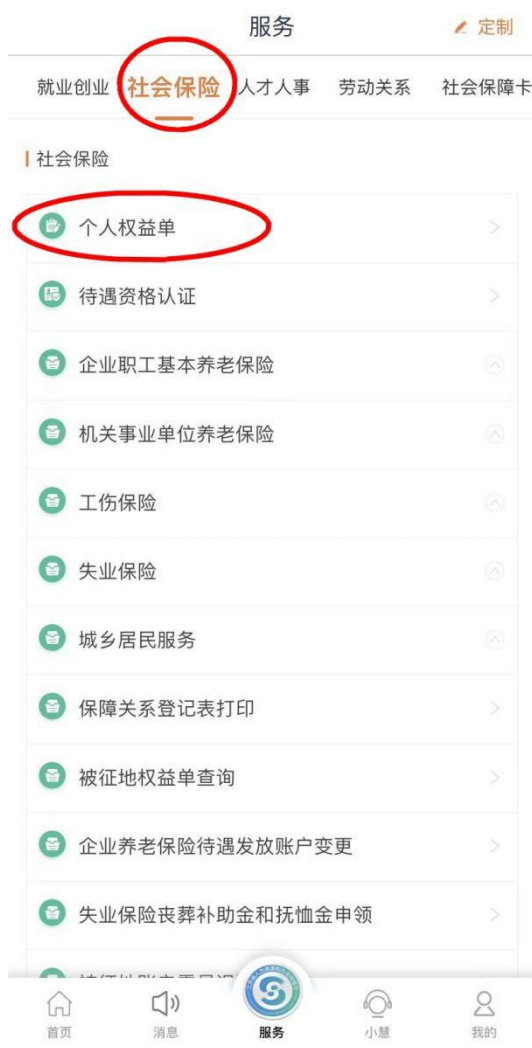 服务
定制
就业创业 社会保险 人才人事 劳动关系 社会保障卡
社会保险
个人权益单
待遇资格认证
企业职工基本养老保险
机关事业单位养老保险
工伤保险
失业保险
城乡居民服务
保障关系登记表打印
被征地权益单查询
企业养老保险待遇发放账户变更
失业保险丧葬补助金和抚恤金申领
首页 消息 服务 小慧 我的